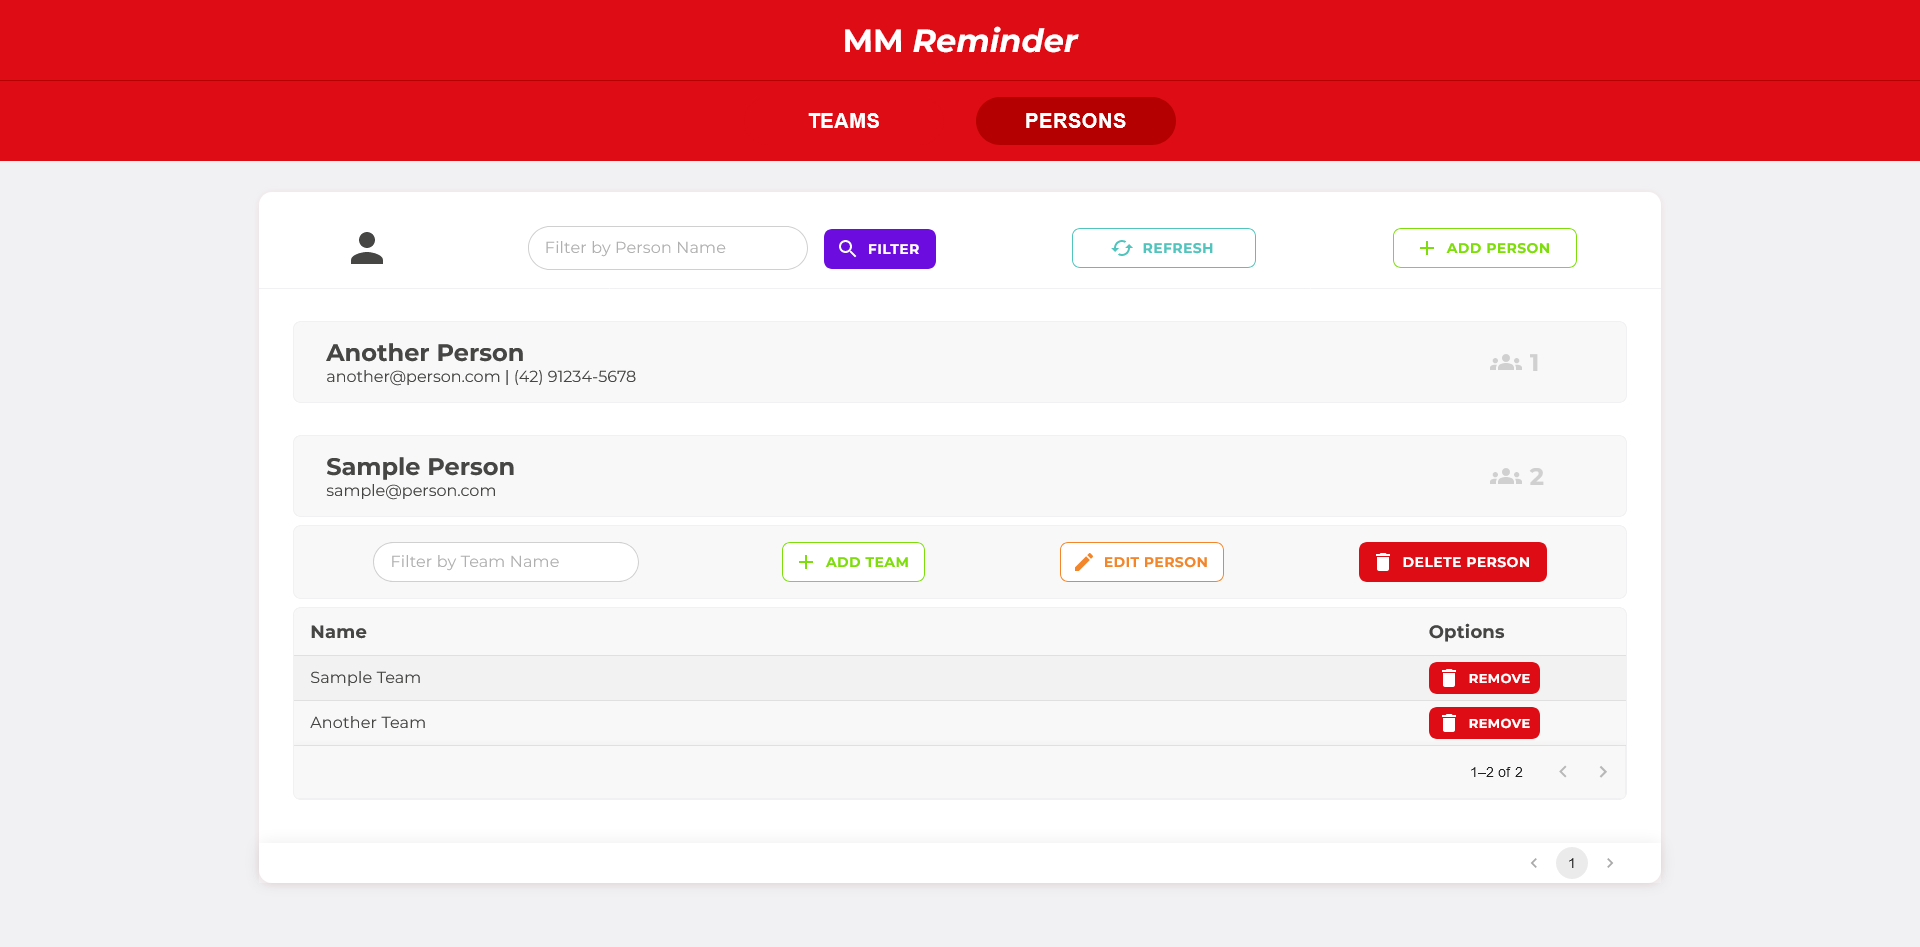 MM Reminder
TEAMS PERSONS
Filter by Person Name FILTER REFRESH ADD PERSON
Another Person
another@person.com | (42) 91234-5678
1
Sample Person
sample@person.com
2
Filter by Team Name ADD TEAM EDIT PERSON DELETE PERSON
Name Options
Sample Team REMOVE
Another Team REMOVE
1–2 of 2
1